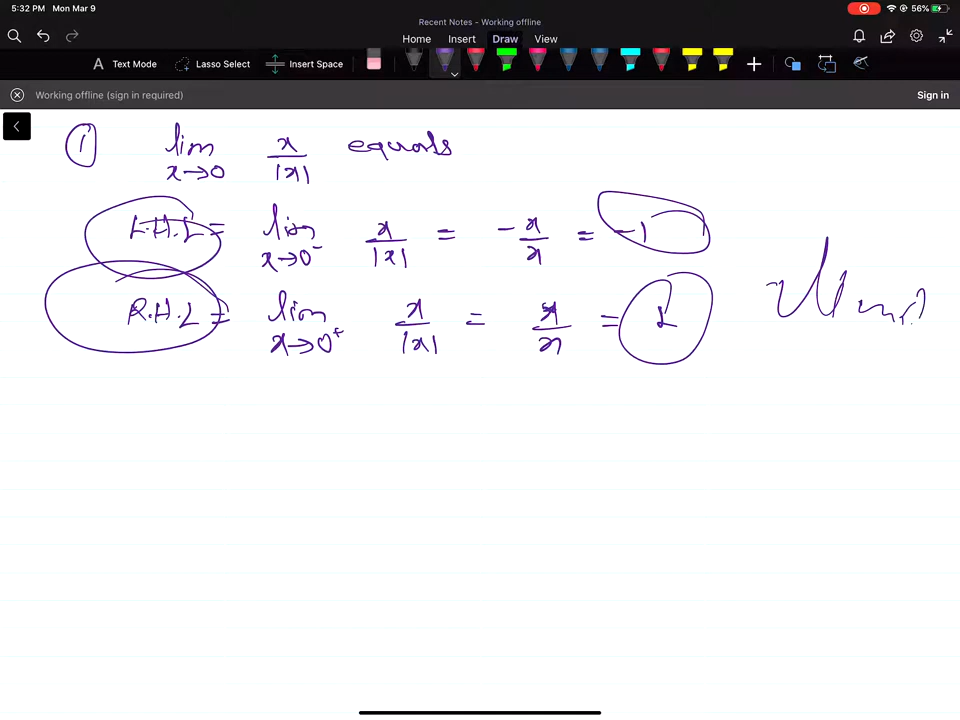 5:32 PM Mon Mar 9
56%
Recent Notes - Working offline
Home Insert Draw View
A Text Mode Lasso Select Insert Space
Working offline (sign in required) Sign in
① lim x→0 x/|x| equals
L.H.L = lim x→0⁻ x/|x| = -x/x = -1
R.H.L = lim x→0⁺ x/|x| = x/x = 1